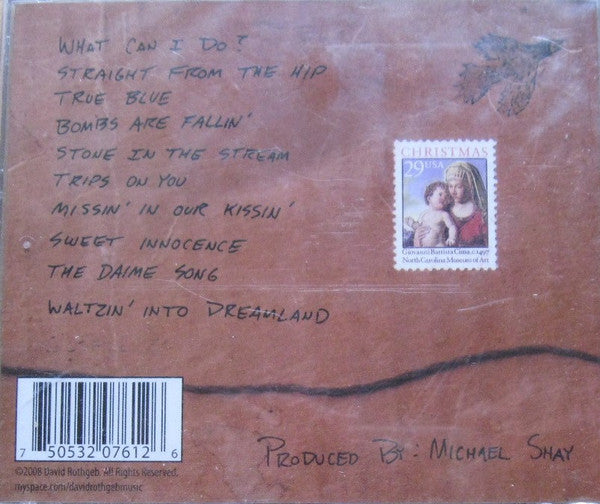 WHAT CAN I DO?
STRAIGHT FROM THE HIP
TRUE BLUE
BOMBS ARE FALLIN'
STONE IN THE STREAM
TRIPS ON YOU
MISSIN' IN OUR KISSIN'
SWEET INNOCENCE
THE DAIME SONG
WALTZIN' INTO DREAMLAND
CHRISTMAS
29 USA
Giovanni Battista Cima c.1497
North Carolina Museum of Art
7 50532 07612 6
©2008 David Rothgeb. All Rights Reserved.
myspace.com/davidrothgebmusic
PRODUCED BY: MICHAEL SHAY